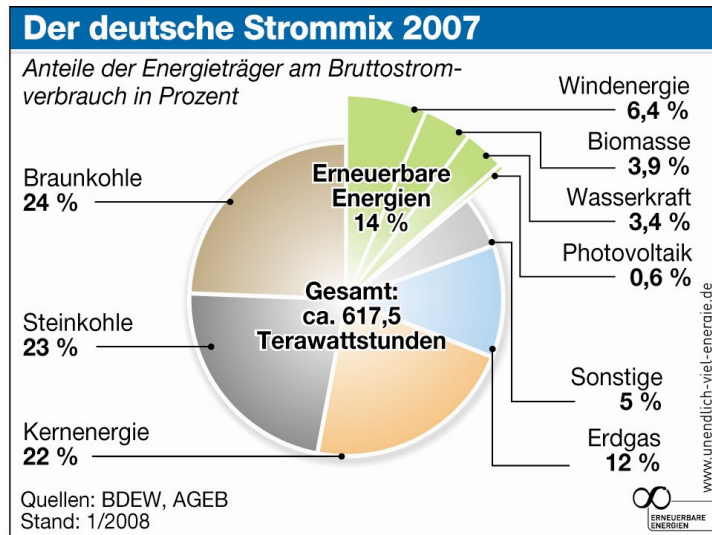 Der deutsche Strommix 2007
Anteile der Energieträger am Bruttostrom-
verbrauch in Prozent
Windenergie
6,4 %
Biomasse
3,9 %
Wasserkraft
3,4 %
Photovoltaik
0,6 %
Erneuerbare
Energien
14 %
Braunkohle
24 %
Gesamt:
ca. 617,5
Terawattstunden
Steinkohle
23 %
Sonstige
5 %
Kernenergie
22 %
Erdgas
12 %
Quellen: BDEW, AGEB
Stand: 1/2008
www.unendlich-viel-energie.de
ERNEUERBARE
ENERGIEN